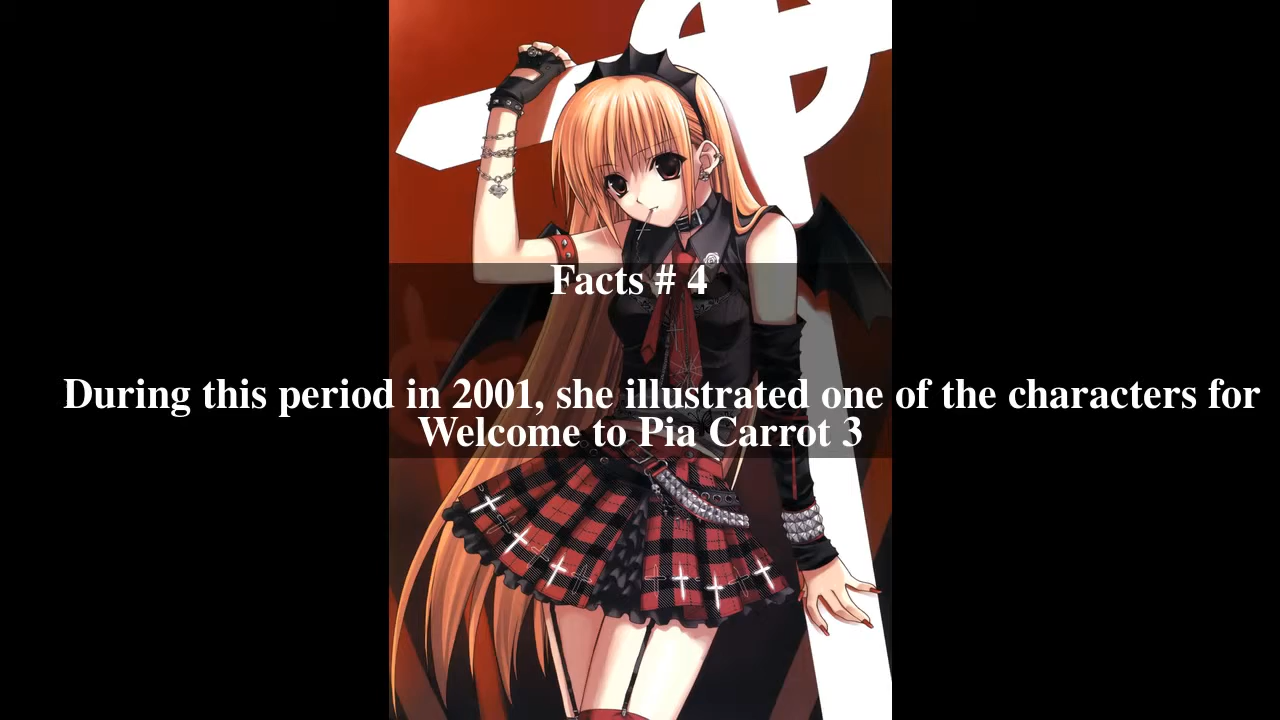 Facts # 4
During this period in 2001, she illustrated one of the characters for
Welcome to Pia Carrot 3